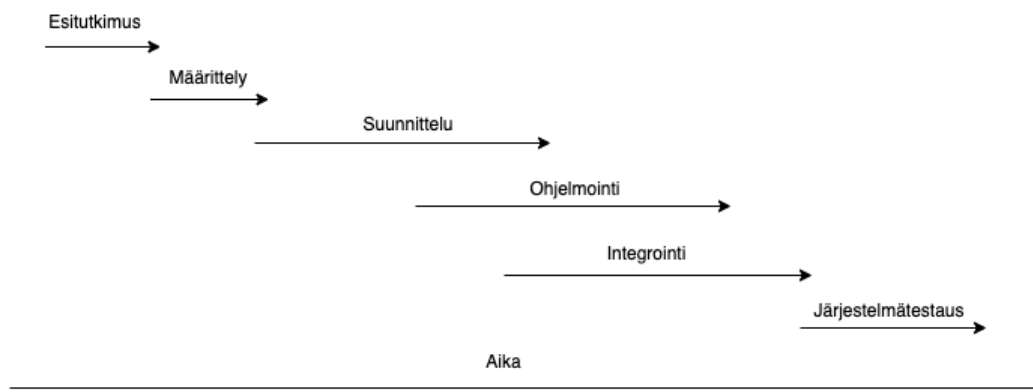 Esitutkimus
Määrittely
Suunnittelu
Ohjelmointi
Integrointi
Järjestelmätestaus
Aika